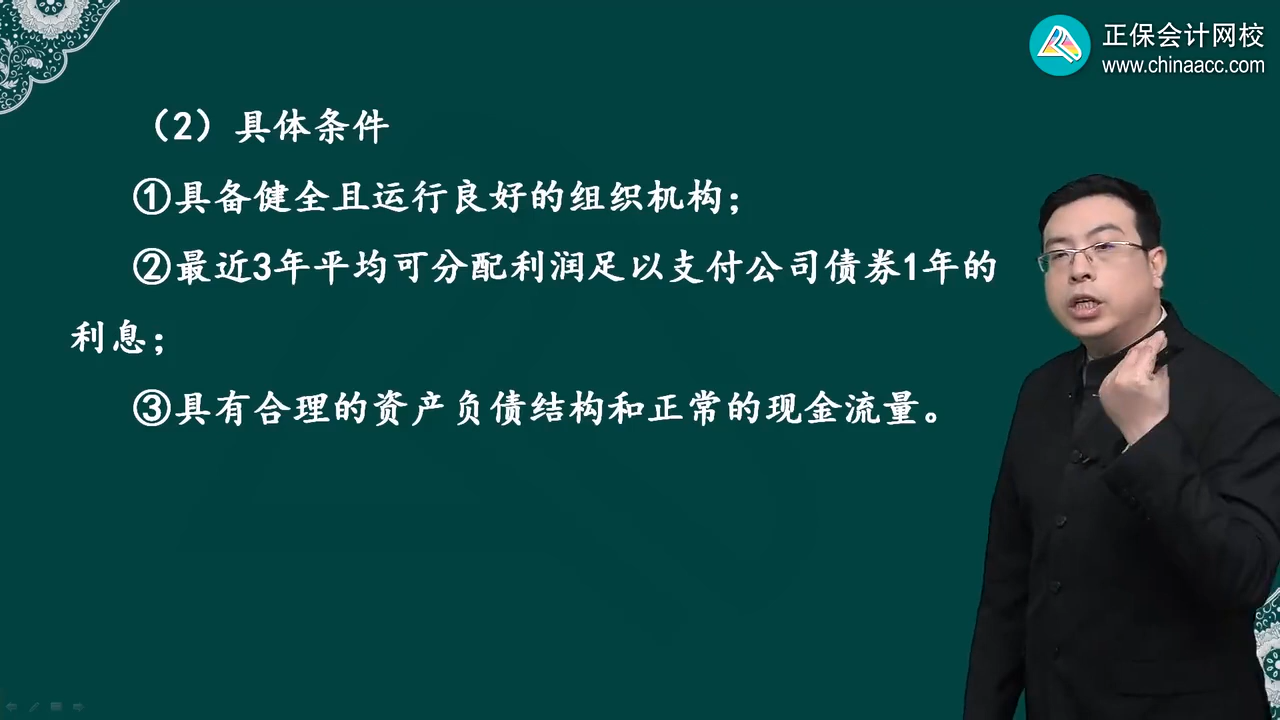 正保会计网校
www.chinaacc.com
（2）具体条件
①具备健全且运行良好的组织机构；
②最近3年平均可分配利润足以支付公司债券1年的
利息；
③具有合理的资产负债结构和正常的现金流量。